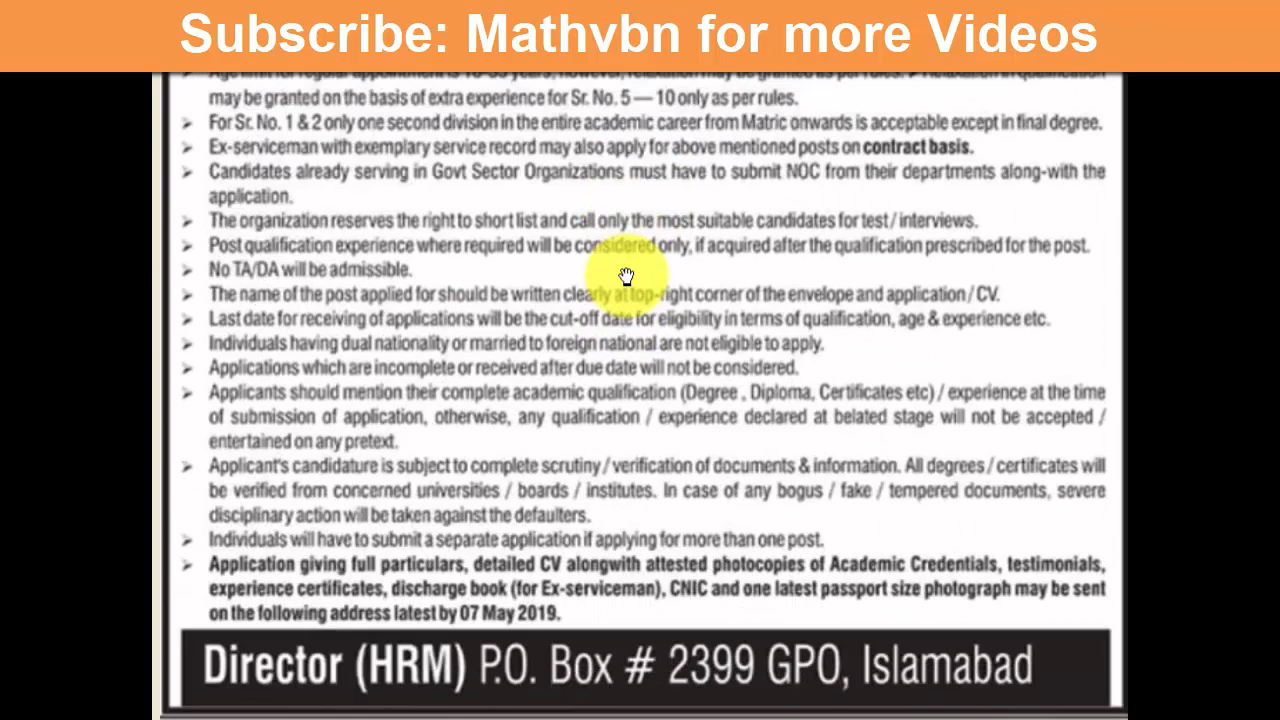 Subscribe: Mathvbn for more Videos
may be granted on the basis of extra experience for Sr. No. 5 — 10 only as per rules.
➤ For Sr. No. 1 & 2 only one second division in the entire academic career from Matric onwards is acceptable except in final degree.
➤ Ex-serviceman with exemplary service record may also apply for above mentioned posts on contract basis.
➤ Candidates already serving in Govt Sector Organizations must have to submit NOC from their departments along-with the
application.
➤ The organization reserves the right to short list and call only the most suitable candidates for test / interviews.
➤ Post qualification experience where required will be considered only, if acquired after the qualification prescribed for the post.
➤ No TA/DA will be admissible.
➤ The name of the post applied for should be written clearly at top-right corner of the envelope and application / CV.
➤ Last date for receiving of applications will be the cut-off date for eligibility in terms of qualification, age & experience etc.
➤ Individuals having dual nationality or married to foreign national are not eligible to apply.
➤ Applications which are incomplete or received after due date will not be considered.
➤ Applicants should mention their complete academic qualification (Degree , Diploma, Certificates etc) / experience at the time
of submission of application, otherwise, any qualification / experience declared at belated stage will not be accepted /
entertained on any pretext.
➤ Applicant's candidature is subject to complete scrutiny / verification of documents & information. All degrees / certificates will
be verified from concerned universities / boards / institutes. In case of any bogus / fake / tempered documents, severe
disciplinary action will be taken against the defaulters.
➤ Individuals will have to submit a separate application if applying for more than one post.
➤ Application giving full particulars, detailed CV alongwith attested photocopies of Academic Credentials, testimonials,
experience certificates, discharge book (for Ex-serviceman), CNIC and one latest passport size photograph may be sent
on the following address latest by 07 May 2019.
Director (HRM) P.O. Box # 2399 GPO, Islamabad